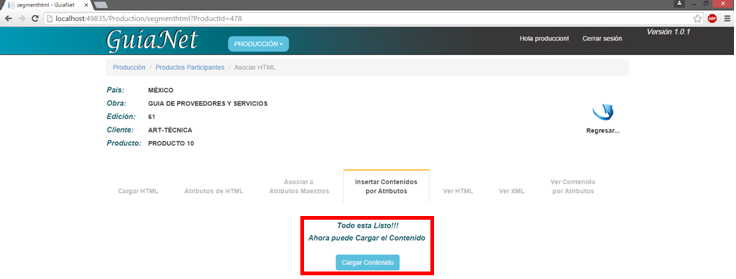 segmenthtml - GuiaNet
localhost:49835/Production/segmenthtml?ProductId=478
ABP
GuíaNet
PRODUCCIÓN
Hola produccion!
Cerrar sesión
Versión 1.0.1
Producción / Productos Participantes / Asociar HTML
País: MÉXICO
Obra: GUIA DE PROVEEDORES Y SERVICIOS
Edición: 61
Cliente: ART-TÉCNICA
Producto: PRODUCTO 10
Regresar...
Cargar HTML
Atributos de HTML
Asociar a
Atributos Maestros
Insertar Contenidos
por Atributos
Ver HTML
Ver XML
Ver Contenido
por Atributos
Todo esta Listo!!!
Ahora puede Cargar el Contenido
Cargar Contenido